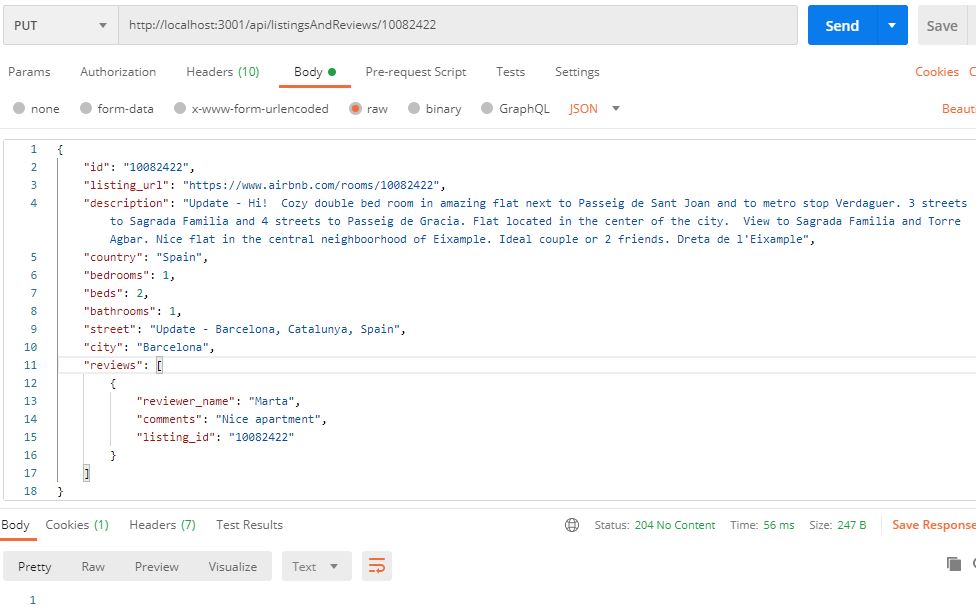 PUT http://localhost:3001/api/listingsAndReviews/10082422 Send Save
Params Authorization Headers (10) Body Pre-request Script Tests Settings Cookies C
none form-data x-www-form-urlencoded raw binary GraphQL JSON Beaut
1 {
2 "id": "10082422",
3 "listing_url": "https://www.airbnb.com/rooms/10082422",
4 "description": "Update - Hi!  Cozy double bed room in amazing flat next to Passeig de Sant Joan and to metro stop Verdaguer. 3 streets
to Sagrada Familia and 4 streets to Passeig de Gracia. Flat located in the center of the city.  View to Sagrada Familia and Torre
Agbar. Nice flat in the central neighboorhood of Eixample. Ideal couple or 2 friends. Dreta de l'Eixample",
5 "country": "Spain",
6 "bedrooms": 1,
7 "beds": 2,
8 "bathrooms": 1,
9 "street": "Update - Barcelona, Catalunya, Spain",
10 "city": "Barcelona",
11 "reviews": [
12 {
13 "reviewer_name": "Marta",
14 "comments": "Nice apartment",
15 "listing_id": "10082422"
16 }
17 ]
18 }
Body Cookies (1) Headers (7) Test Results Status: 204 No Content Time: 56 ms Size: 247 B Save Response
Pretty Raw Preview Visualize Text
1